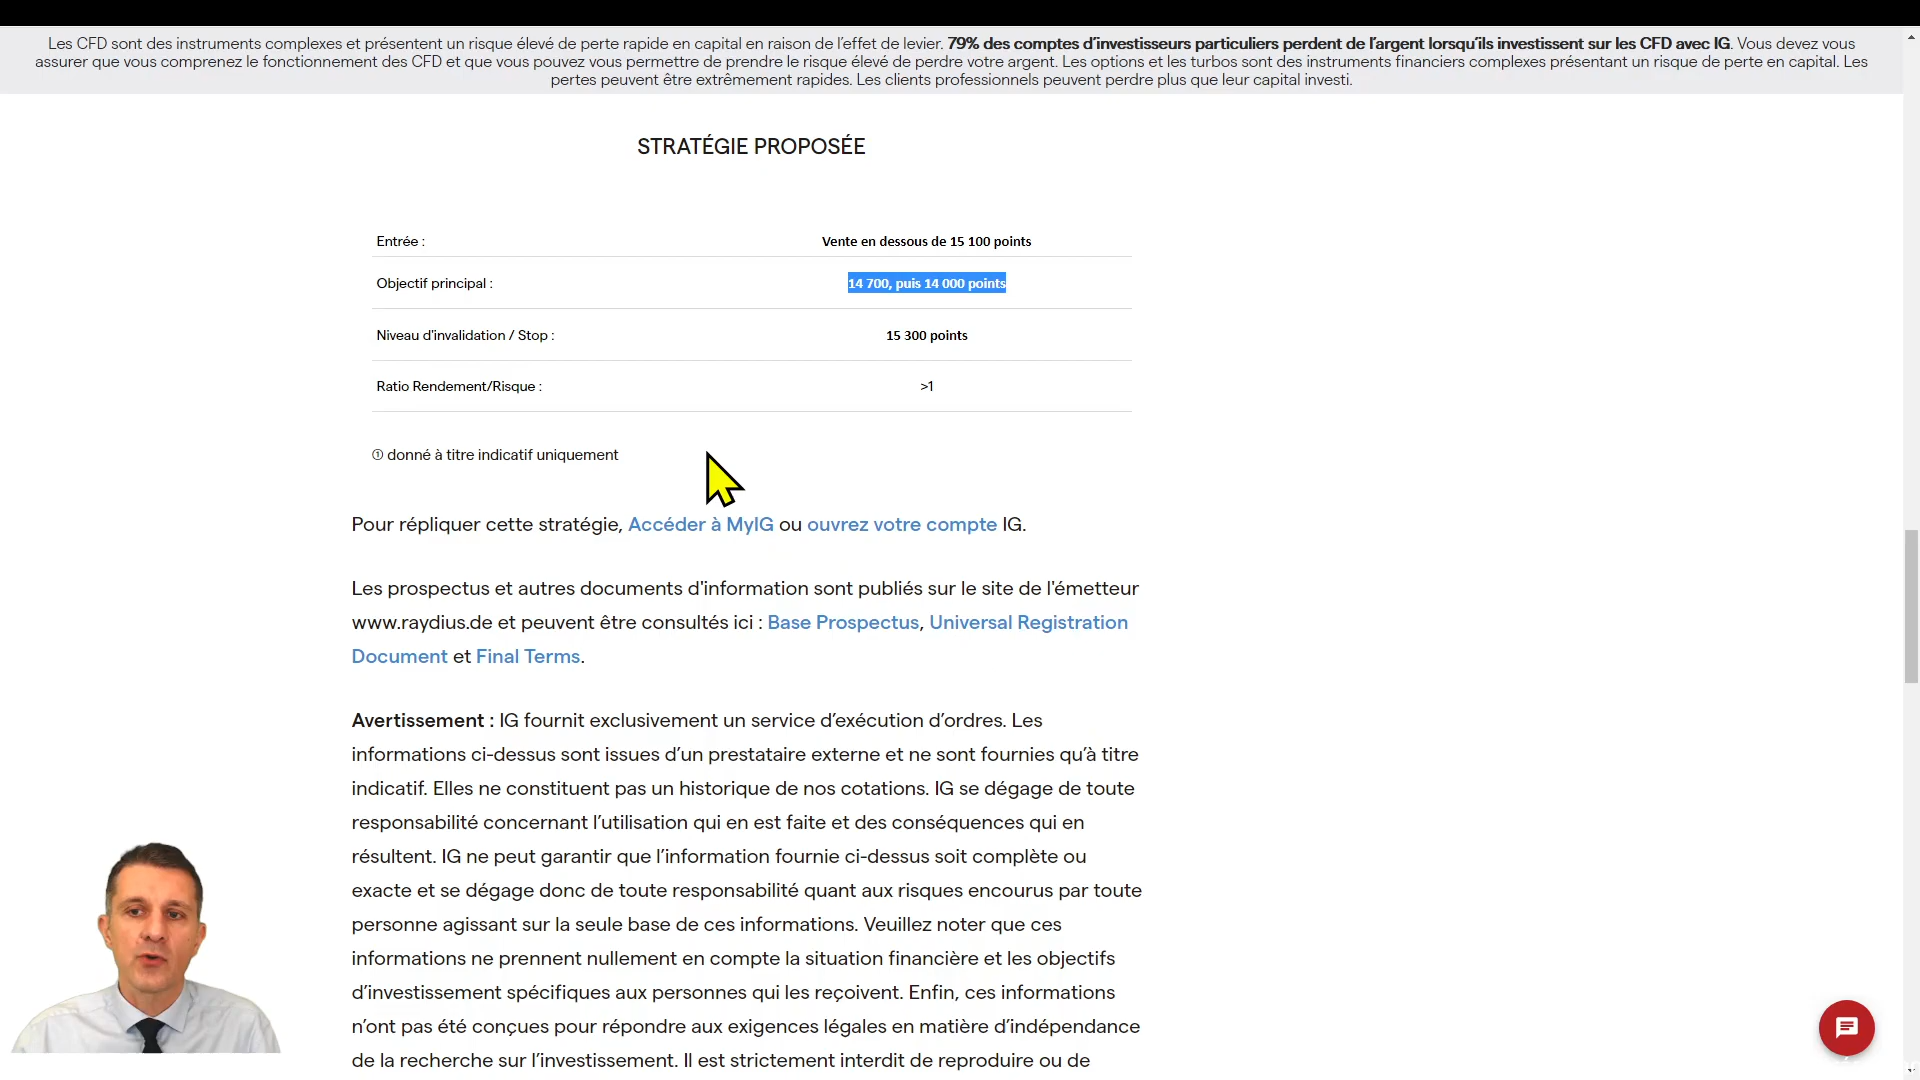 Les CFD sont des instruments complexes et présentent un risque élevé de perte rapide en capital en raison de l’effet de levier. 79% des comptes d’investisseurs particuliers perdent de l’argent lorsqu’ils investissent sur les CFD avec IG. Vous devez vous
assurer que vous comprenez le fonctionnement des CFD et que vous pouvez vous permettre de prendre le risque élevé de perdre votre argent. Les options et les turbos sont des instruments financiers complexes présentant un risque de perte en capital. Les
pertes peuvent être extrêmement rapides. Les clients professionnels peuvent perdre plus que leur capital investi.
STRATÉGIE PROPOSÉE
Entrée : Vente en dessous de 15 100 points
Objectif principal : 14 700, puis 14 000 points
Niveau d'invalidation / Stop : 15 300 points
Ratio Rendement/Risque : >1
① donné à titre indicatif uniquement
Pour répliquer cette stratégie, Accéder à MyIG ou ouvrez votre compte IG.
Les prospectus et autres documents d'information sont publiés sur le site de l'émetteur
www.raydius.de et peuvent être consultés ici : Base Prospectus, Universal Registration
Document et Final Terms.
Avertissement : IG fournit exclusivement un service d’exécution d’ordres. Les
informations ci-dessus sont issues d’un prestataire externe et ne sont fournies qu’à titre
indicatif. Elles ne constituent pas un historique de nos cotations. IG se dégage de toute
responsabilité concernant l’utilisation qui en est faite et des conséquences qui en
résultent. IG ne peut garantir que l’information fournie ci-dessus soit complète ou
exacte et se dégage donc de toute responsabilité quant aux risques encourus par toute
personne agissant sur la seule base de ces informations. Veuillez noter que ces
informations ne prennent nullement en compte la situation financière et les objectifs
d’investissement spécifiques aux personnes qui les reçoivent. Enfin, ces informations
n’ont pas été conçues pour répondre aux exigences légales en matière d’indépendance
de la recherche sur l’investissement. Il est strictement interdit de reproduire ou de